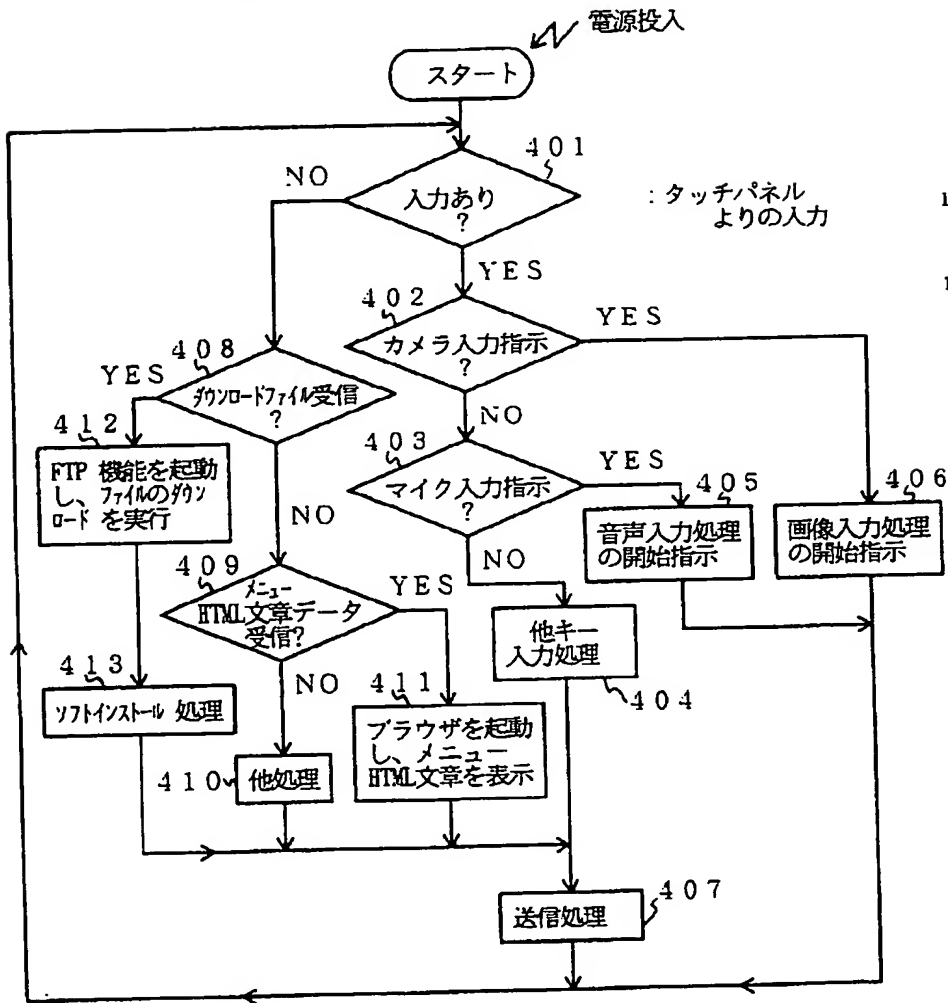 電源投入
スタート
401
NO
入力あり
?
:タッチパネル
よりの入力
1
YES
1
402
YES
カメラ入力指示
?
408
YES
ダウンロードファイル受信
?
NO
412
403
YES
FTP 機能を起動
し、ファイルのダウン
ロード を実行
マイク入力指示
?
405
406
NO
音声入力処理
の開始指示
画像入力処理
の開始指示
NO
409
YES
メニュー
HTML文章データ
受信?
他キー
入力処理
404
413
NO
411
ソフトインストール 処理
ブラウザを起動
し、メニュー
HTML文章を表示
410
他処理
407
送信処理